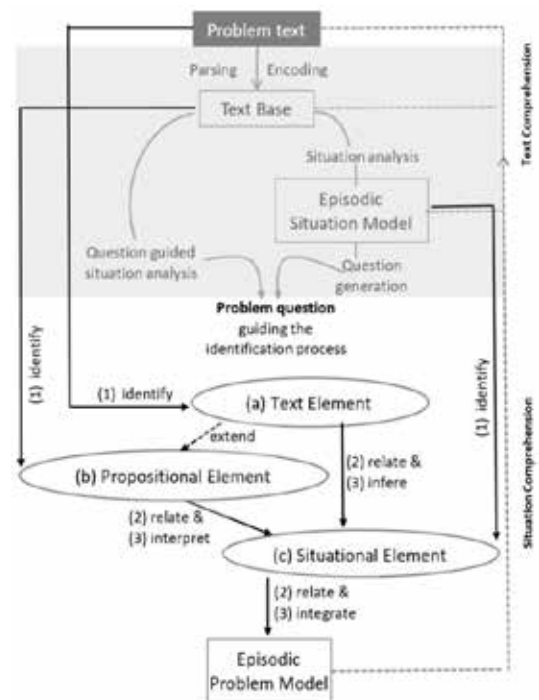 Problem text
Parsing
Encoding
Text Base
Situation analysis
Episodic
Situation Model
Question guided
situation analysis
Question
generation
Problem question
guiding the
identification process
(1) identify
(1) identify
(1) identify
(a) Text Element
extend
(b) Propositional Element
(2) relate &
(3) infere
(2) relate &
(3) interpret
(c) Situational Element
(2) relate &
(3) integrate
Episodic
Problem Model
Text Comprehension
Situation Comprehension